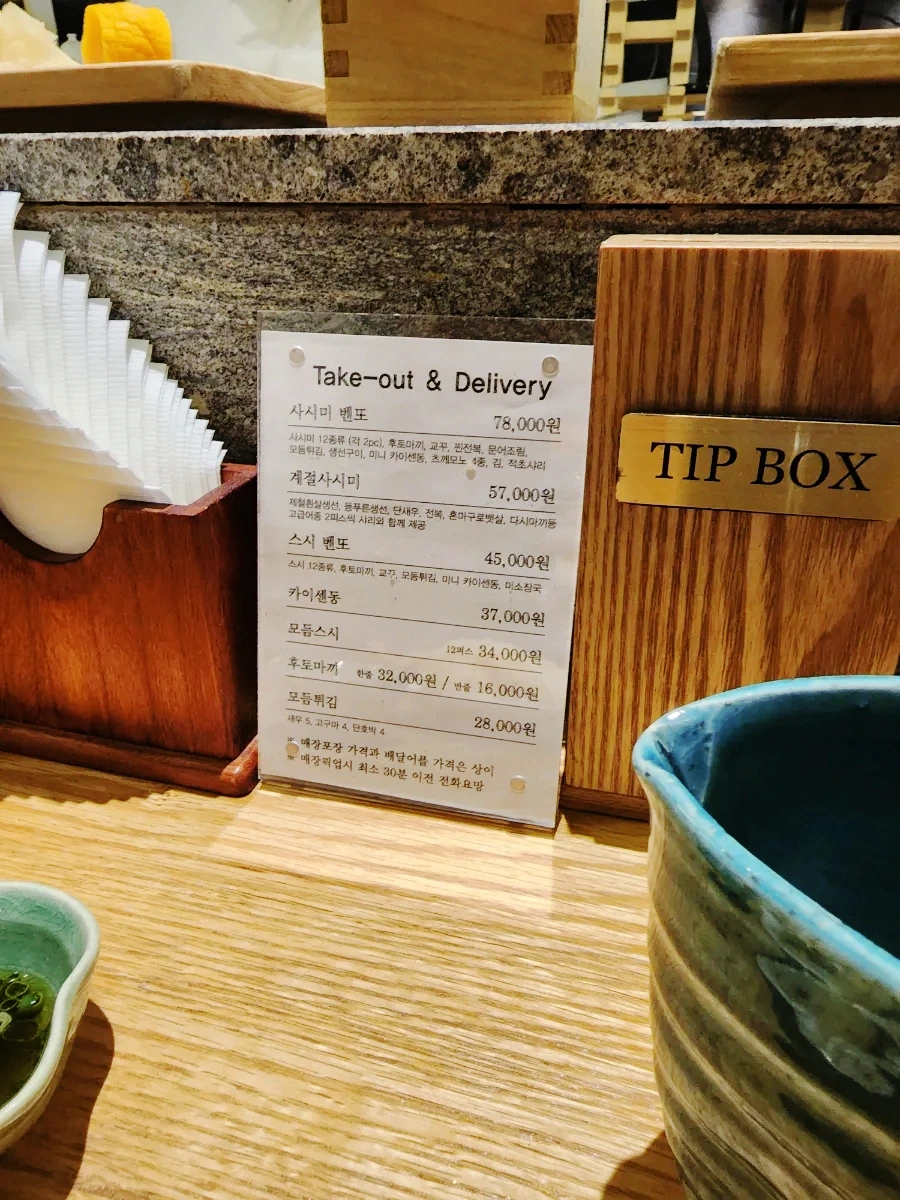 Take-out & Delivery
사시미 벤또 78,000원
사시미 12종류 (각 2pc), 후토마끼, 교꾸, 찐전복, 문어조림,
모듬튀김, 생선구이, 미니 카이센동, 츠께모노 4종, 김, 적초샤리
계절사시미 57,000원
제철흰살생선, 등푸른생선, 단새우, 전복, 혼마구로뱃살, 다시마끼등
고급어종 2피스씩 샤리와 함께 제공
스시 벤또 45,000원
스시 12종류, 후토마끼, 교꾸, 모듬튀김, 미니 카이센동, 미소장국
카이센동 37,000원
모듬스시 12피스 34,000원
후토마끼 한줄 32,000원 / 반줄 16,000원
모듬튀김 28,000원
새우 5, 고구마 4, 단호박 4
※ 매장포장 가격과 배달어플 가격은 상이
※ 매장픽업시 최소 30분 이전 전화요망
TIP BOX